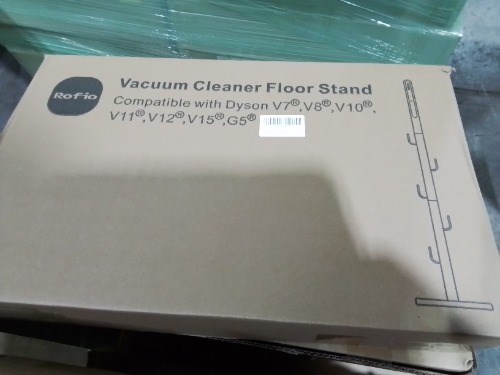 Rofio
Vacuum Cleaner Floor Stand
Compatible with Dyson V7®,V8®,V10®,
V11®,V12®,V15®,G5®